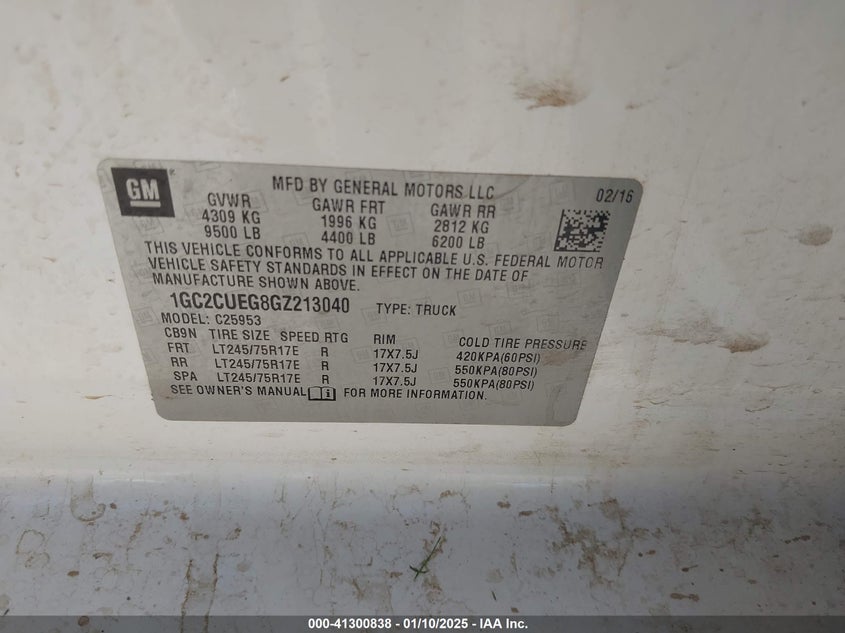 GM
MFD BY GENERAL MOTORS LLC 02/16
GVWR GAWR FRT GAWR RR
4309 KG 1996 KG 2812 KG
9500 LB 4400 LB 6200 LB
THIS VEHICLE CONFORMS TO ALL APPLICABLE U.S. FEDERAL MOTOR
VEHICLE SAFETY STANDARDS IN EFFECT ON THE DATE OF
MANUFACTURE SHOWN ABOVE.
1GC2CUEG8GZ213040 TYPE: TRUCK
MODEL: C25953
CB9N TIRE SIZE SPEED RTG RIM COLD TIRE PRESSURE
FRT LT245/75R17E R 17X7.5J 420KPA(60PSI)
RR LT245/75R17E R 17X7.5J 550KPA(80PSI)
SPA LT245/75R17E R 17X7.5J 550KPA(80PSI)
SEE OWNER'S MANUAL FOR MORE INFORMATION.
000-41300838 - 01/10/2025 - IAA Inc.